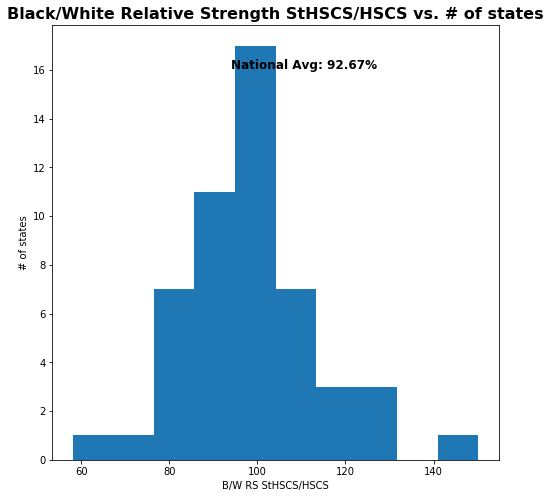 Black/White Relative Strength StHSCS/HSCS vs. # of states
National Avg: 92.67%
# of states
16
14
12
10
8
6
4
2
0
60 80 100 120 140
B/W RS StHSCS/HSCS